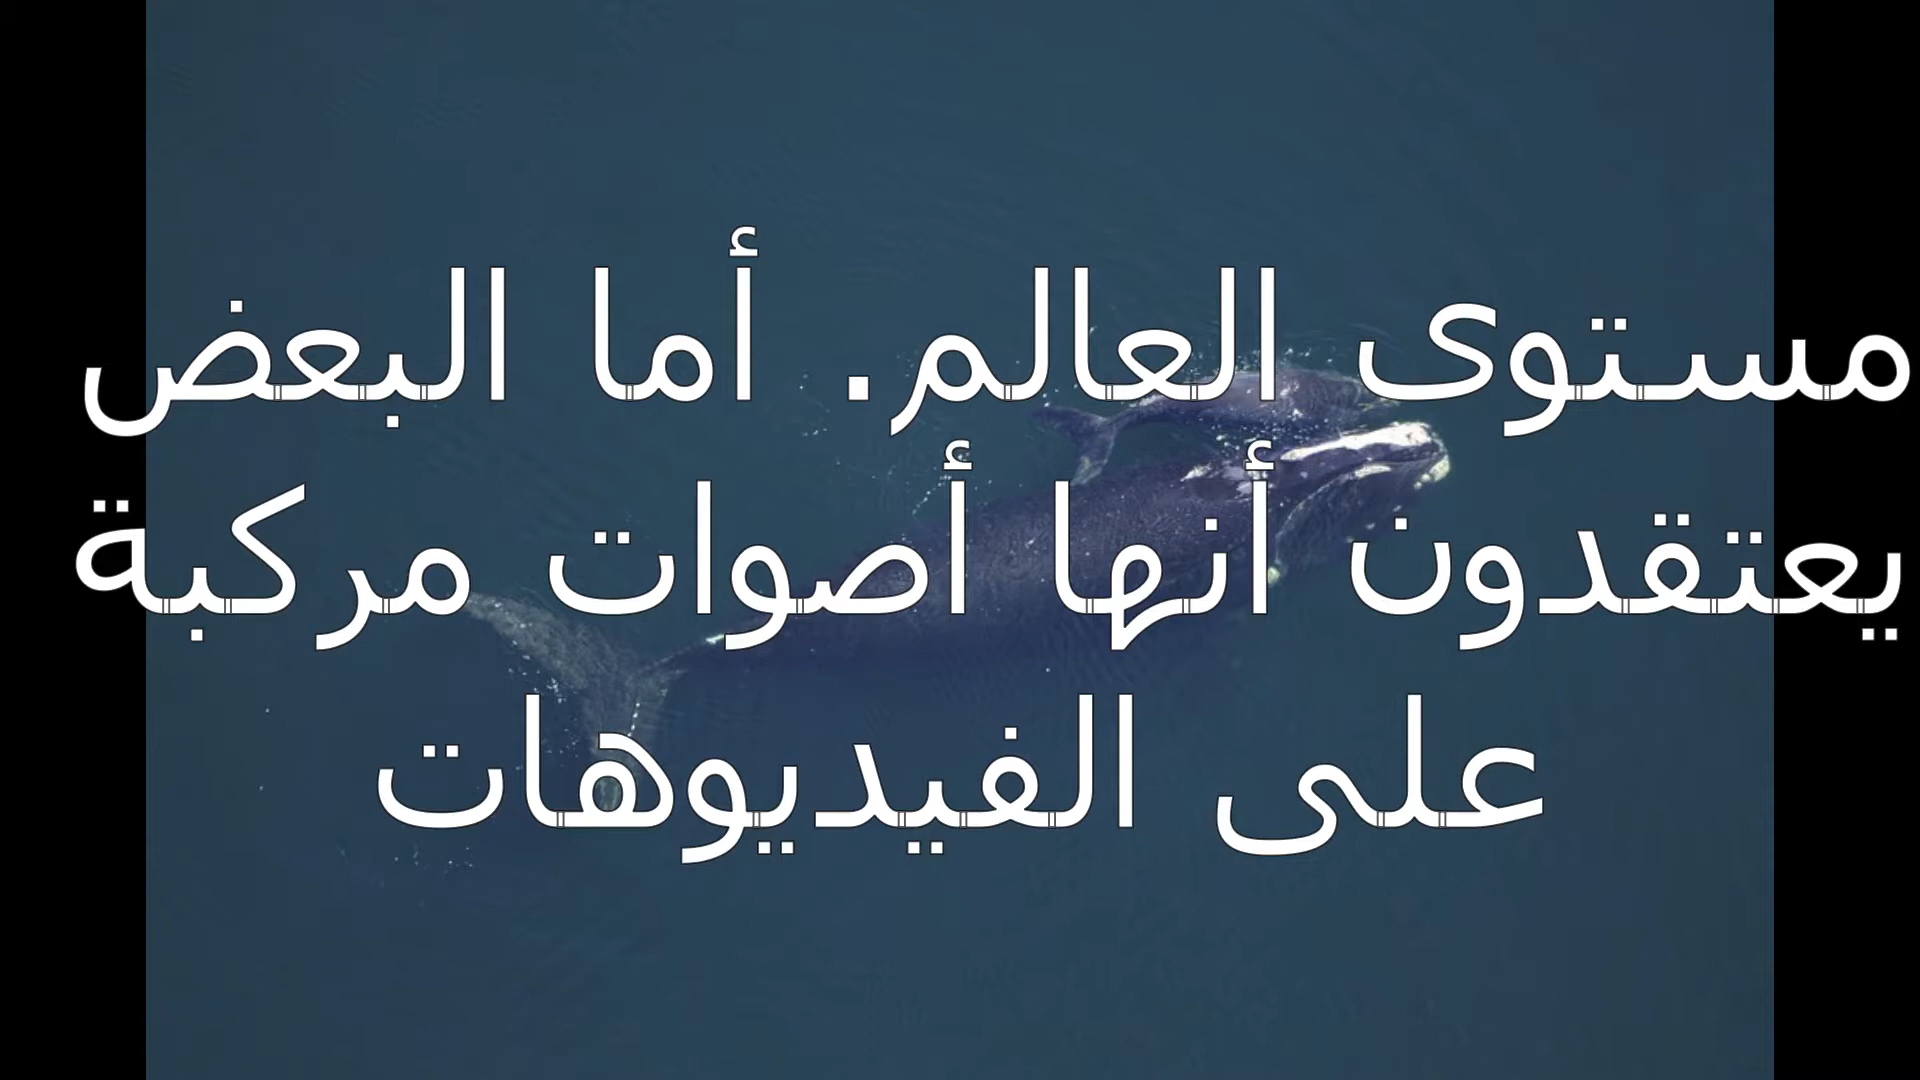 مستوى العالم. أما البعض
يعتقدون أنها أصوات مركبة
على الفيديوهات